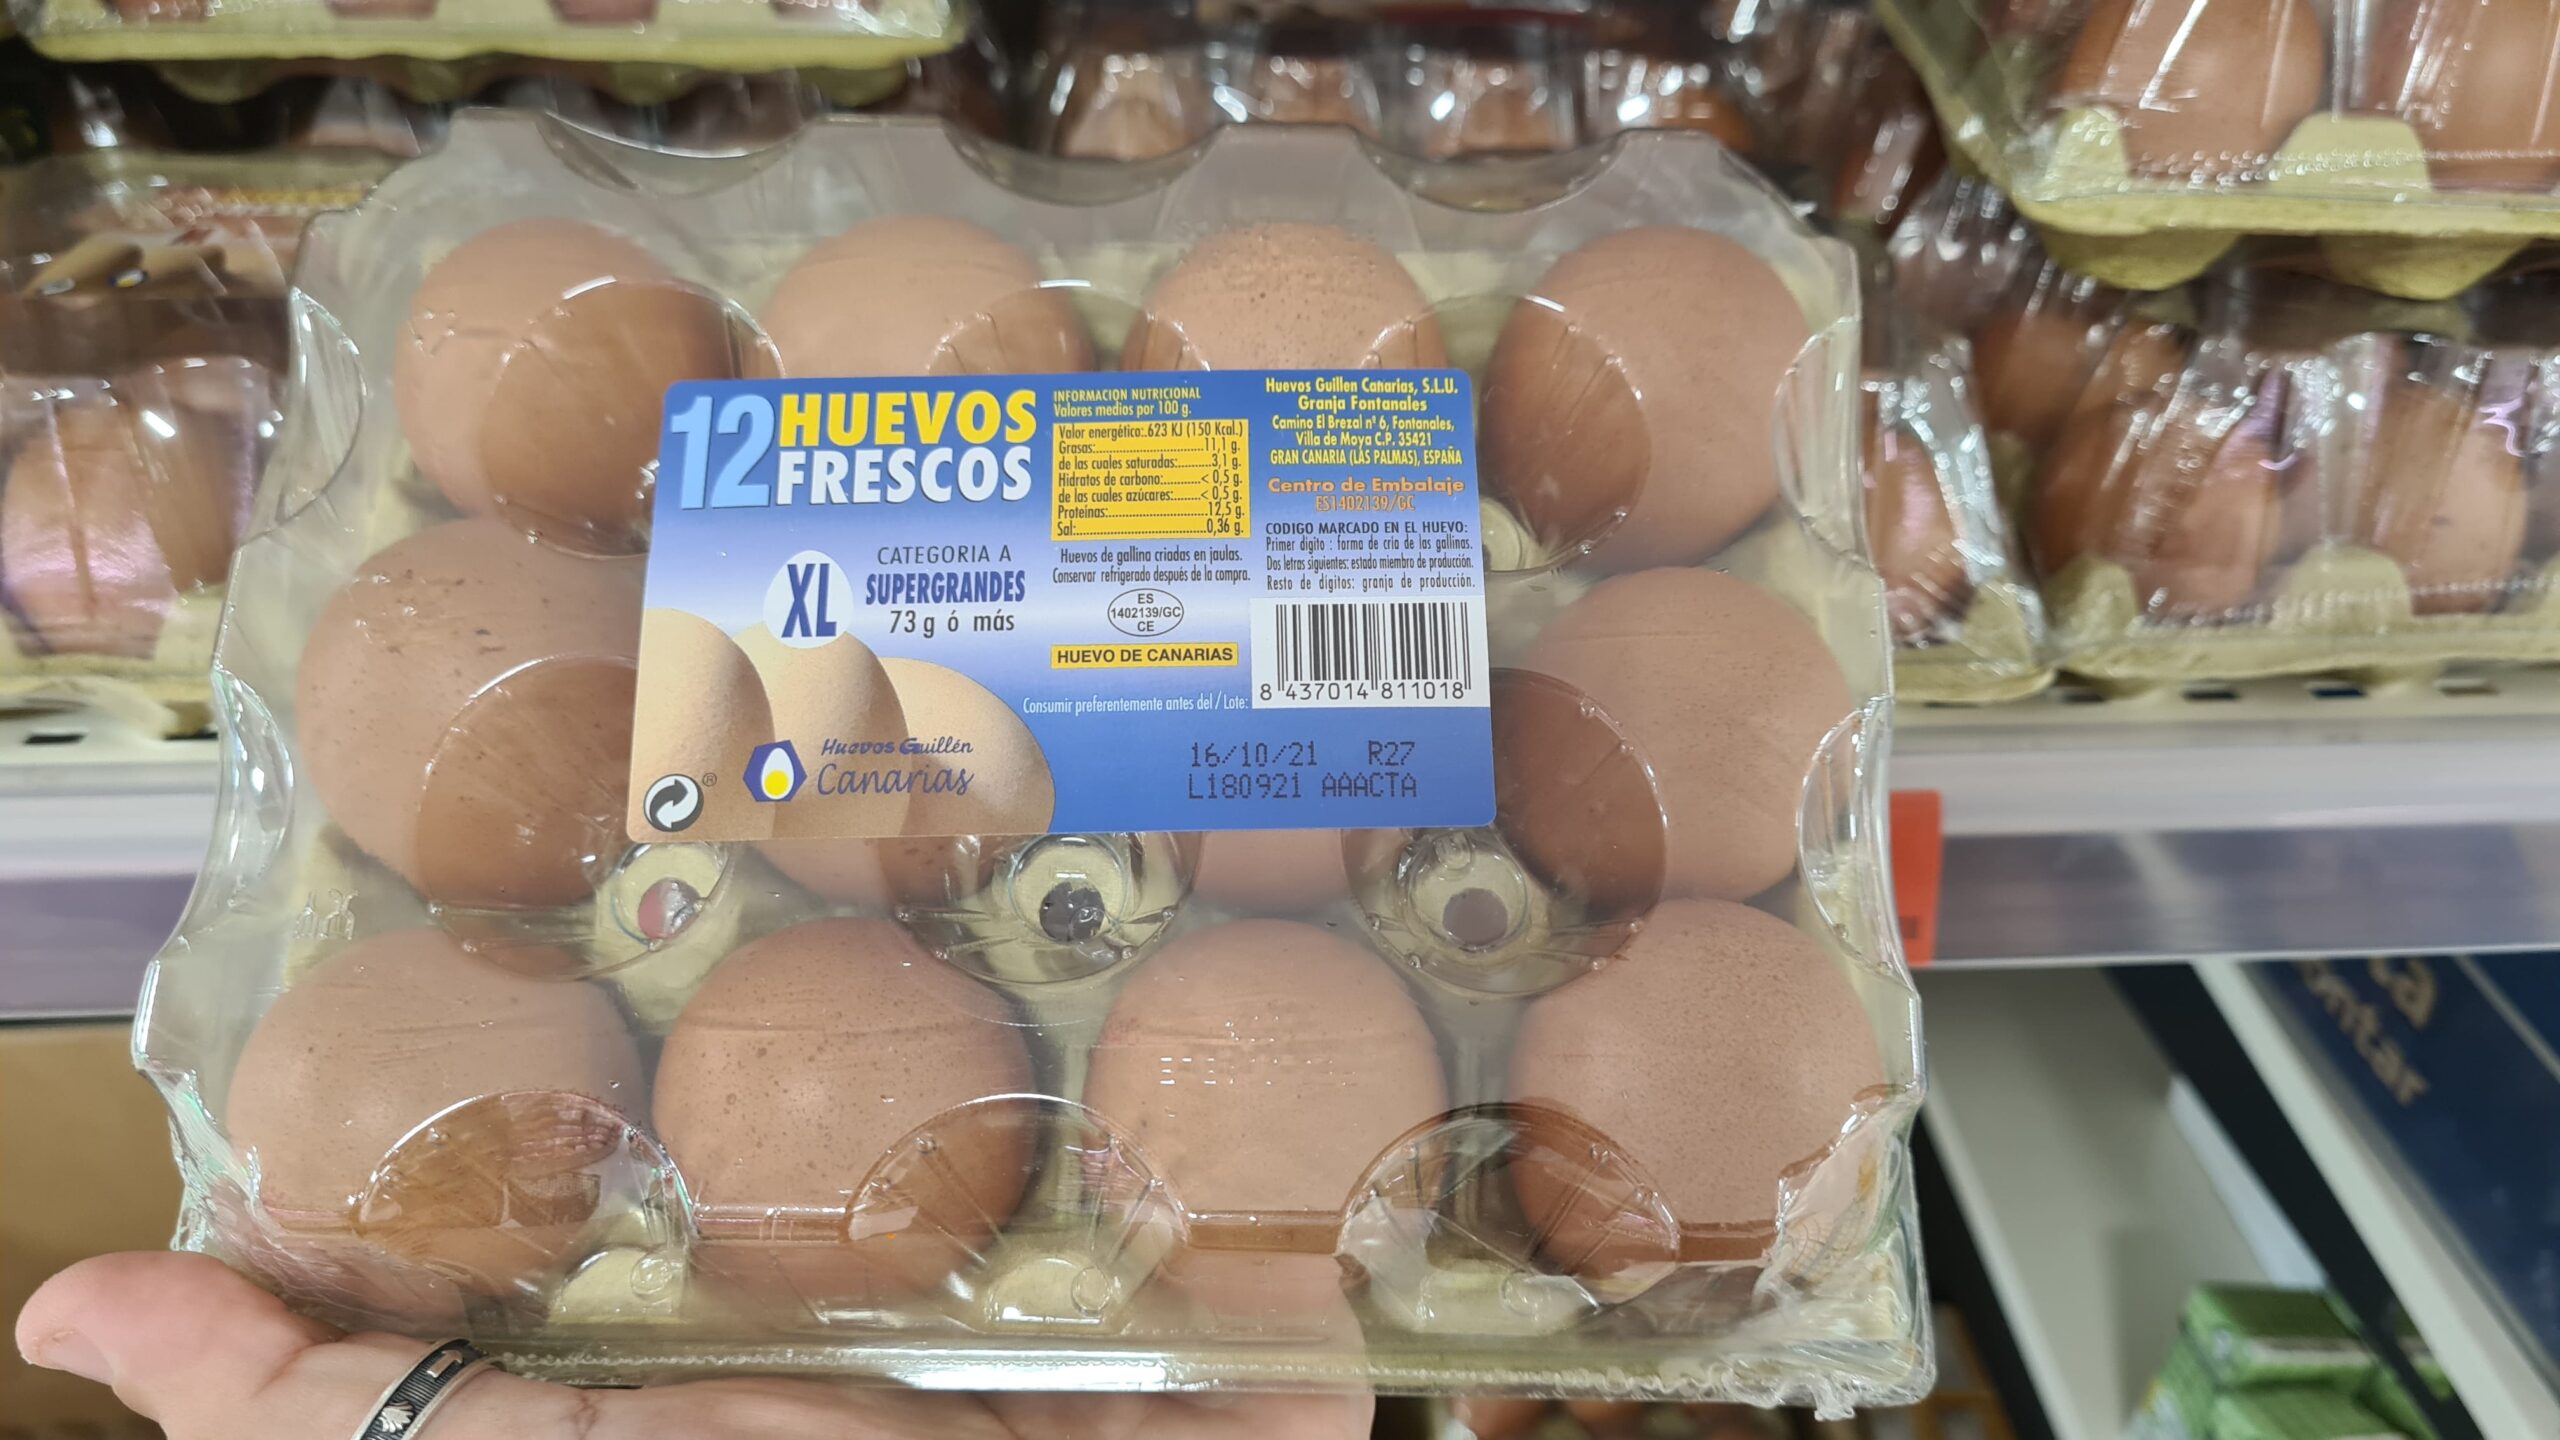 12 HUEVOS
FRESCOS
CATEGORIA A
XL SUPERGRANDES
73 g ó más
Huevos Guillén
Canarias
®
INFORMACION NUTRICIONAL
Valores medios por 100 g.
Valor energético:..623 KJ (150 Kcal.)
Grasas:..............................11,1 g.
de las cuales saturadas:.........3,1 g.
Hidratos de carbono:...........< 0,5 g.
de las cuales azúcares:........< 0,5 g.
Proteinas:...........................12,5 g.
Sal:....................................0,36 g.
Huevos de gallina criadas en jaulas.
Conservar refrigerado después de la compra.
ES
1402139/GC
CE
HUEVO DE CANARIAS
Huevos Guillen Canarias, S.L.U.
Granja Fontanales
Camino El Brezal nº 6, Fontanales,
Villa de Moya C.P. 35421
GRAN CANARIA (LAS PALMAS), ESPAÑA
Centro de Embalaje
ES1402139/GC
CODIGO MARCADO EN EL HUEVO:
Primer digito : forma de cria de las gallinas.
Dos letras siguientes: estado miembro de producción.
Resto de digitos: granja de producción.
8 437014 811018
Consumir preferentemente antes del / Lote:
16/10/21 R27
L180921 AAACTA